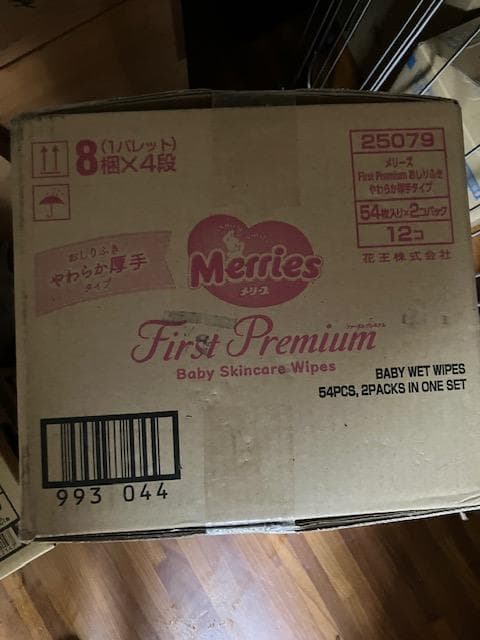 8(1パレット)
梱×4段
25079
メリーズ
First Premium おしりふき
やわらか厚手タイプ
54枚入り×2コパック
12コ
花王株式会社
おしりふき
やわらか厚手
タイプ
Merries
メリーズ
First Premium
Baby Skincare Wipes
BABY WET WIPES
54PCS, 2PACKS IN ONE SET
993 044